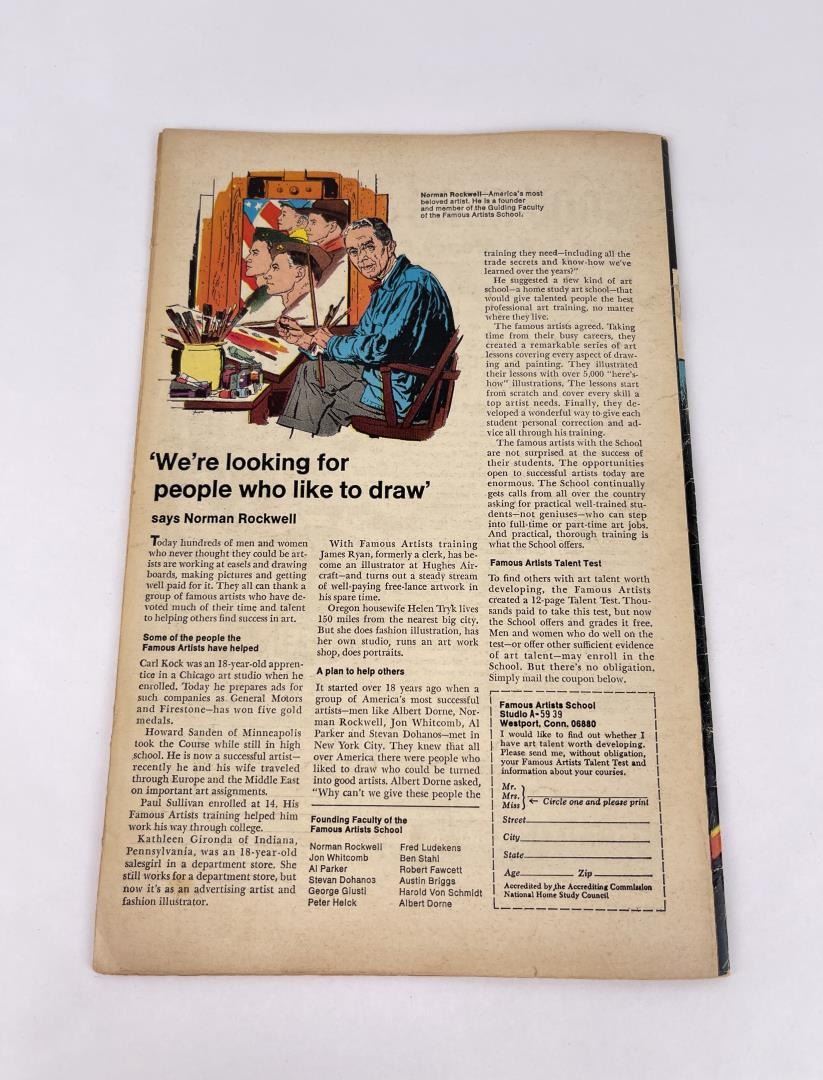 Norman Rockwell—America's most
beloved artist. He is a founder
and member of the Guiding Faculty
of the Famous Artists School.
'We're looking for
people who like to draw'
says Norman Rockwell
Today hundreds of men and women
who never thought they could be art-
ists are working at easels and drawing
boards, making pictures and getting
well paid for it. They all can thank a
group of famous artists who have de-
voted much of their time and talent
to helping others find success in art.
Some of the people the
Famous Artists have helped
Carl Kock was an 18-year-old appren-
tice in a Chicago art studio when he
enrolled. Today he prepares ads for
such companies as General Motors
and Firestone—has won five gold
medals.
Howard Sanden of Minneapolis
took the Course while still in high
school. He is now a successful artist—
recently he and his wife traveled
through Europe and the Middle East
on important art assignments.
Paul Sullivan enrolled at 14. His
Famous Artists training helped him
work his way through college.
Kathleen Gironda of Indiana,
Pennsylvania, was an 18-year-old
salesgirl in a department store. She
still works for a department store, but
now it's as an advertising artist and
fashion illustrator.
With Famous Artists training
James Ryan, formerly a clerk, has be-
come an illustrator at Hughes Air-
craft—and turns out a steady stream
of well-paying free-lance artwork in
his spare time.
Oregon housewife Helen Tryk lives
150 miles from the nearest big city.
But she does fashion illustration, has
her own studio, runs an art work
shop, does portraits.
A plan to help others
It started over 18 years ago when a
group of America's most successful
artists—men like Albert Dorne, Nor-
man Rockwell, Jon Whitcomb, Al
Parker and Stevan Dohanos—met in
New York City. They knew that all
over America there were people who
liked to draw who could be turned
into good artists. Albert Dorne asked,
"Why can't we give these people the
Founding Faculty of the
Famous Artists School
Norman Rockwell
Jon Whitcomb
Al Parker
Stevan Dohanos
George Giusti
Peter Helck
Fred Ludekens
Ben Stahl
Robert Fawcett
Austin Briggs
Harold Von Schmidt
Albert Dorne
training they need—including all the
trade secrets and know-how we've
learned over the years?"
He suggested a new kind of art
school—a home study art school—that
would give talented people the best
professional art training, no matter
where they live.
The famous artists agreed. Taking
time from their busy careers, they
created a remarkable series of art
lessons covering every aspect of draw-
ing and painting. They illustrated
their lessons with over 5,000 "here's-
how" illustrations. The lessons start
from scratch and cover every skill a
top artist needs. Finally, they de-
veloped a wonderful way to give each
student personal correction and ad-
vice all through his training.
The famous artists with the School
are not surprised at the success of
their students. The opportunities
open to successful artists today are
enormous. The School continually
gets calls from all over the country
asking for practical well-trained stu-
dents—not geniuses—who can step
into full-time or part-time art jobs.
And practical, thorough training is
what the School offers.
Famous Artists Talent Test
To find others with art talent worth
developing, the Famous Artists
created a 12-page Talent Test. Thou-
sands paid to take this test, but now
the School offers and grades it free.
Men and women who do well on the
test—or offer other sufficient evidence
of art talent—may enroll in the
School. But there's no obligation.
Simply mail the coupon below.
Famous Artists School
Studio A-5939
Westport, Conn. 06880
I would like to find out whether I
have art talent worth developing.
Please send me, without obligation,
your Famous Artists Talent Test and
information about your courses.
Mr.
Mrs.
Miss
← Circle one and please print
Street
City
State
Age Zip
Accredited by the Accrediting Commission
National Home Study Council